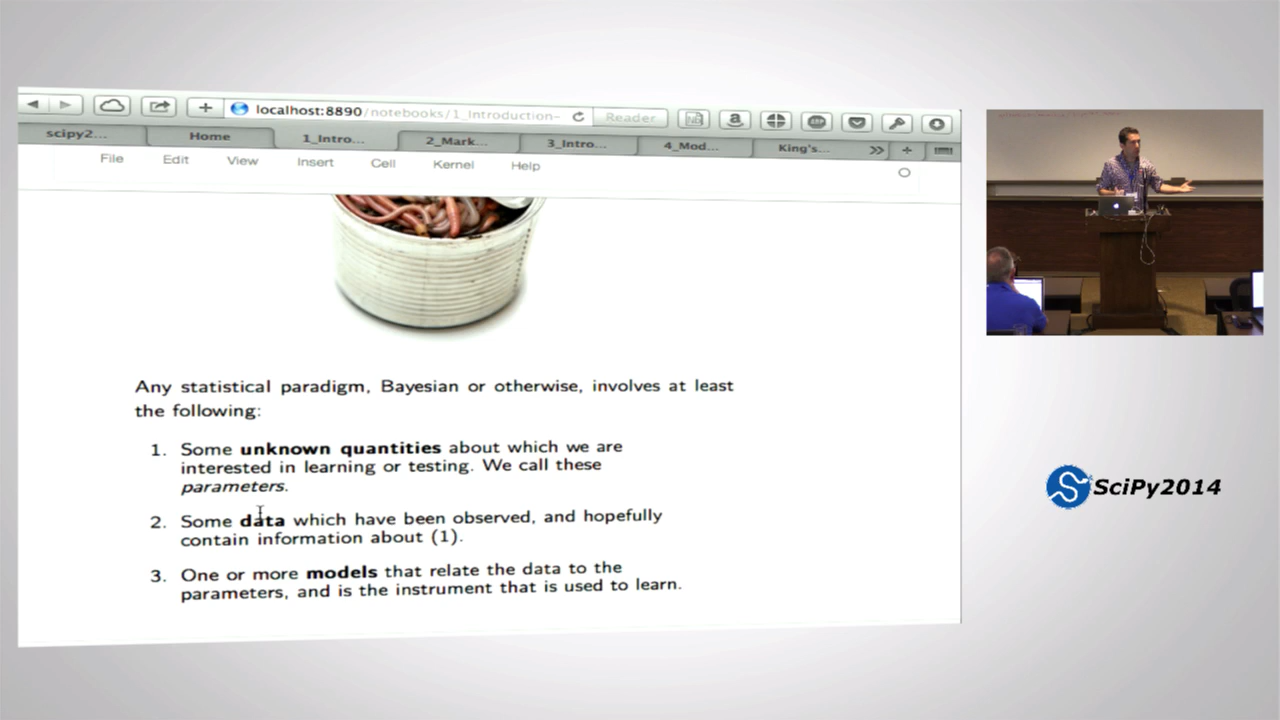 localhost:8890/notebooks/1_Introduction-
Reader
scipy2...
Home
1_Intro...
2_Mark...
3_Intro...
4_Mod...
King's...
File Edit View Insert Cell Kernel Help
Any statistical paradigm, Bayesian or otherwise, involves at least
the following:
1. Some unknown quantities about which we are
interested in learning or testing. We call these
parameters.
2. Some data which have been observed, and hopefully
contain information about (1).
3. One or more models that relate the data to the
parameters, and is the instrument that is used to learn.
SciPy2014